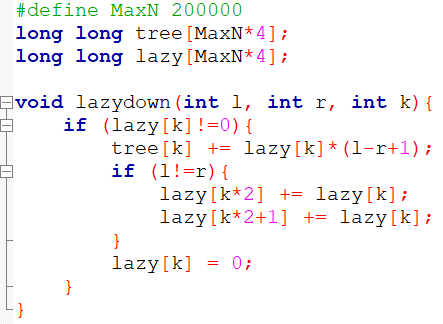 #define MaxN 200000
long long tree[MaxN*4];
long long lazy[MaxN*4];

void lazydown(int l, int r, int k){
    if (lazy[k]!=0){
        tree[k] += lazy[k]*(l-r+1);
        if (l!=r){
            lazy[k*2] += lazy[k];
            lazy[k*2+1] += lazy[k];
        }
        lazy[k] = 0;
    }
}